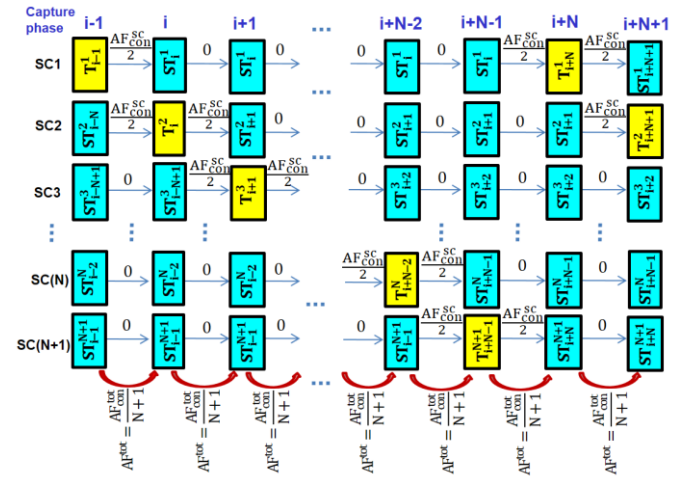 Capture phase i-1 i i+1 ... i+N-2 i+N-1 i+N i+N+1
SC1 T^1_{i−1} AF^sc_con/2 ST^1_i 0 ST^1_i 0 ... 0 ST^1_i 0 ST^1_i AF^sc_con/2 T^1_{i+N} AF^sc_con/2 ST^1_{i+N+1}
SC2 ST^2_{i−N} AF^sc_con/2 T^2_i AF^sc_con/2 ST^2_{i+1} 0 ... 0 ST^2_{i+1} 0 ST^2_{i+1} 0 ST^2_{i+1} AF^sc_con/2 T^2_{i+N+1}
SC3 ST^3_{i−N+1} 0 ST^3_{i−N+1} AF^sc_con/2 T^3_{i+1} AF^sc_con/2 ... 0 ST^3_{i+2} 0 ST^3_{i+2} 0 ST^3_{i+2} 0 ST^3_{i+2}
... ... ... ... ... ...
SC(N) ST^N_{i−2} 0 ST^N_{i−2} 0 ST^N_{i−2} 0 ... AF^sc_con/2 T^N_{i+N−2} AF^sc_con/2 ST^N_{i+N−1} 0 ST^N_{i+N−1} 0 ST^N_{i+N−1}
SC(N+1) ST^{N+1}_{i−1} 0 ST^{N+1}_{i−1} 0 ST^{N+1}_{i−1} 0 0 ST^{N+1}_{i−1} AF^sc_con/2 T^{N+1}_{i+N−1} AF^sc_con/2 ST^{N+1}_{i+N} 0 ST^{N+1}_{i+N}
...
AF^tot = AF^tot_con/N + 1
AF^tot = AF^tot_con/N + 1
AF^tot = AF^tot_con/N + 1
AF^tot = AF^tot_con/N + 1
AF^tot = AF^tot_con/N + 1
AF^tot = AF^tot_con/N + 1
AF^tot = AF^tot_con/N + 1